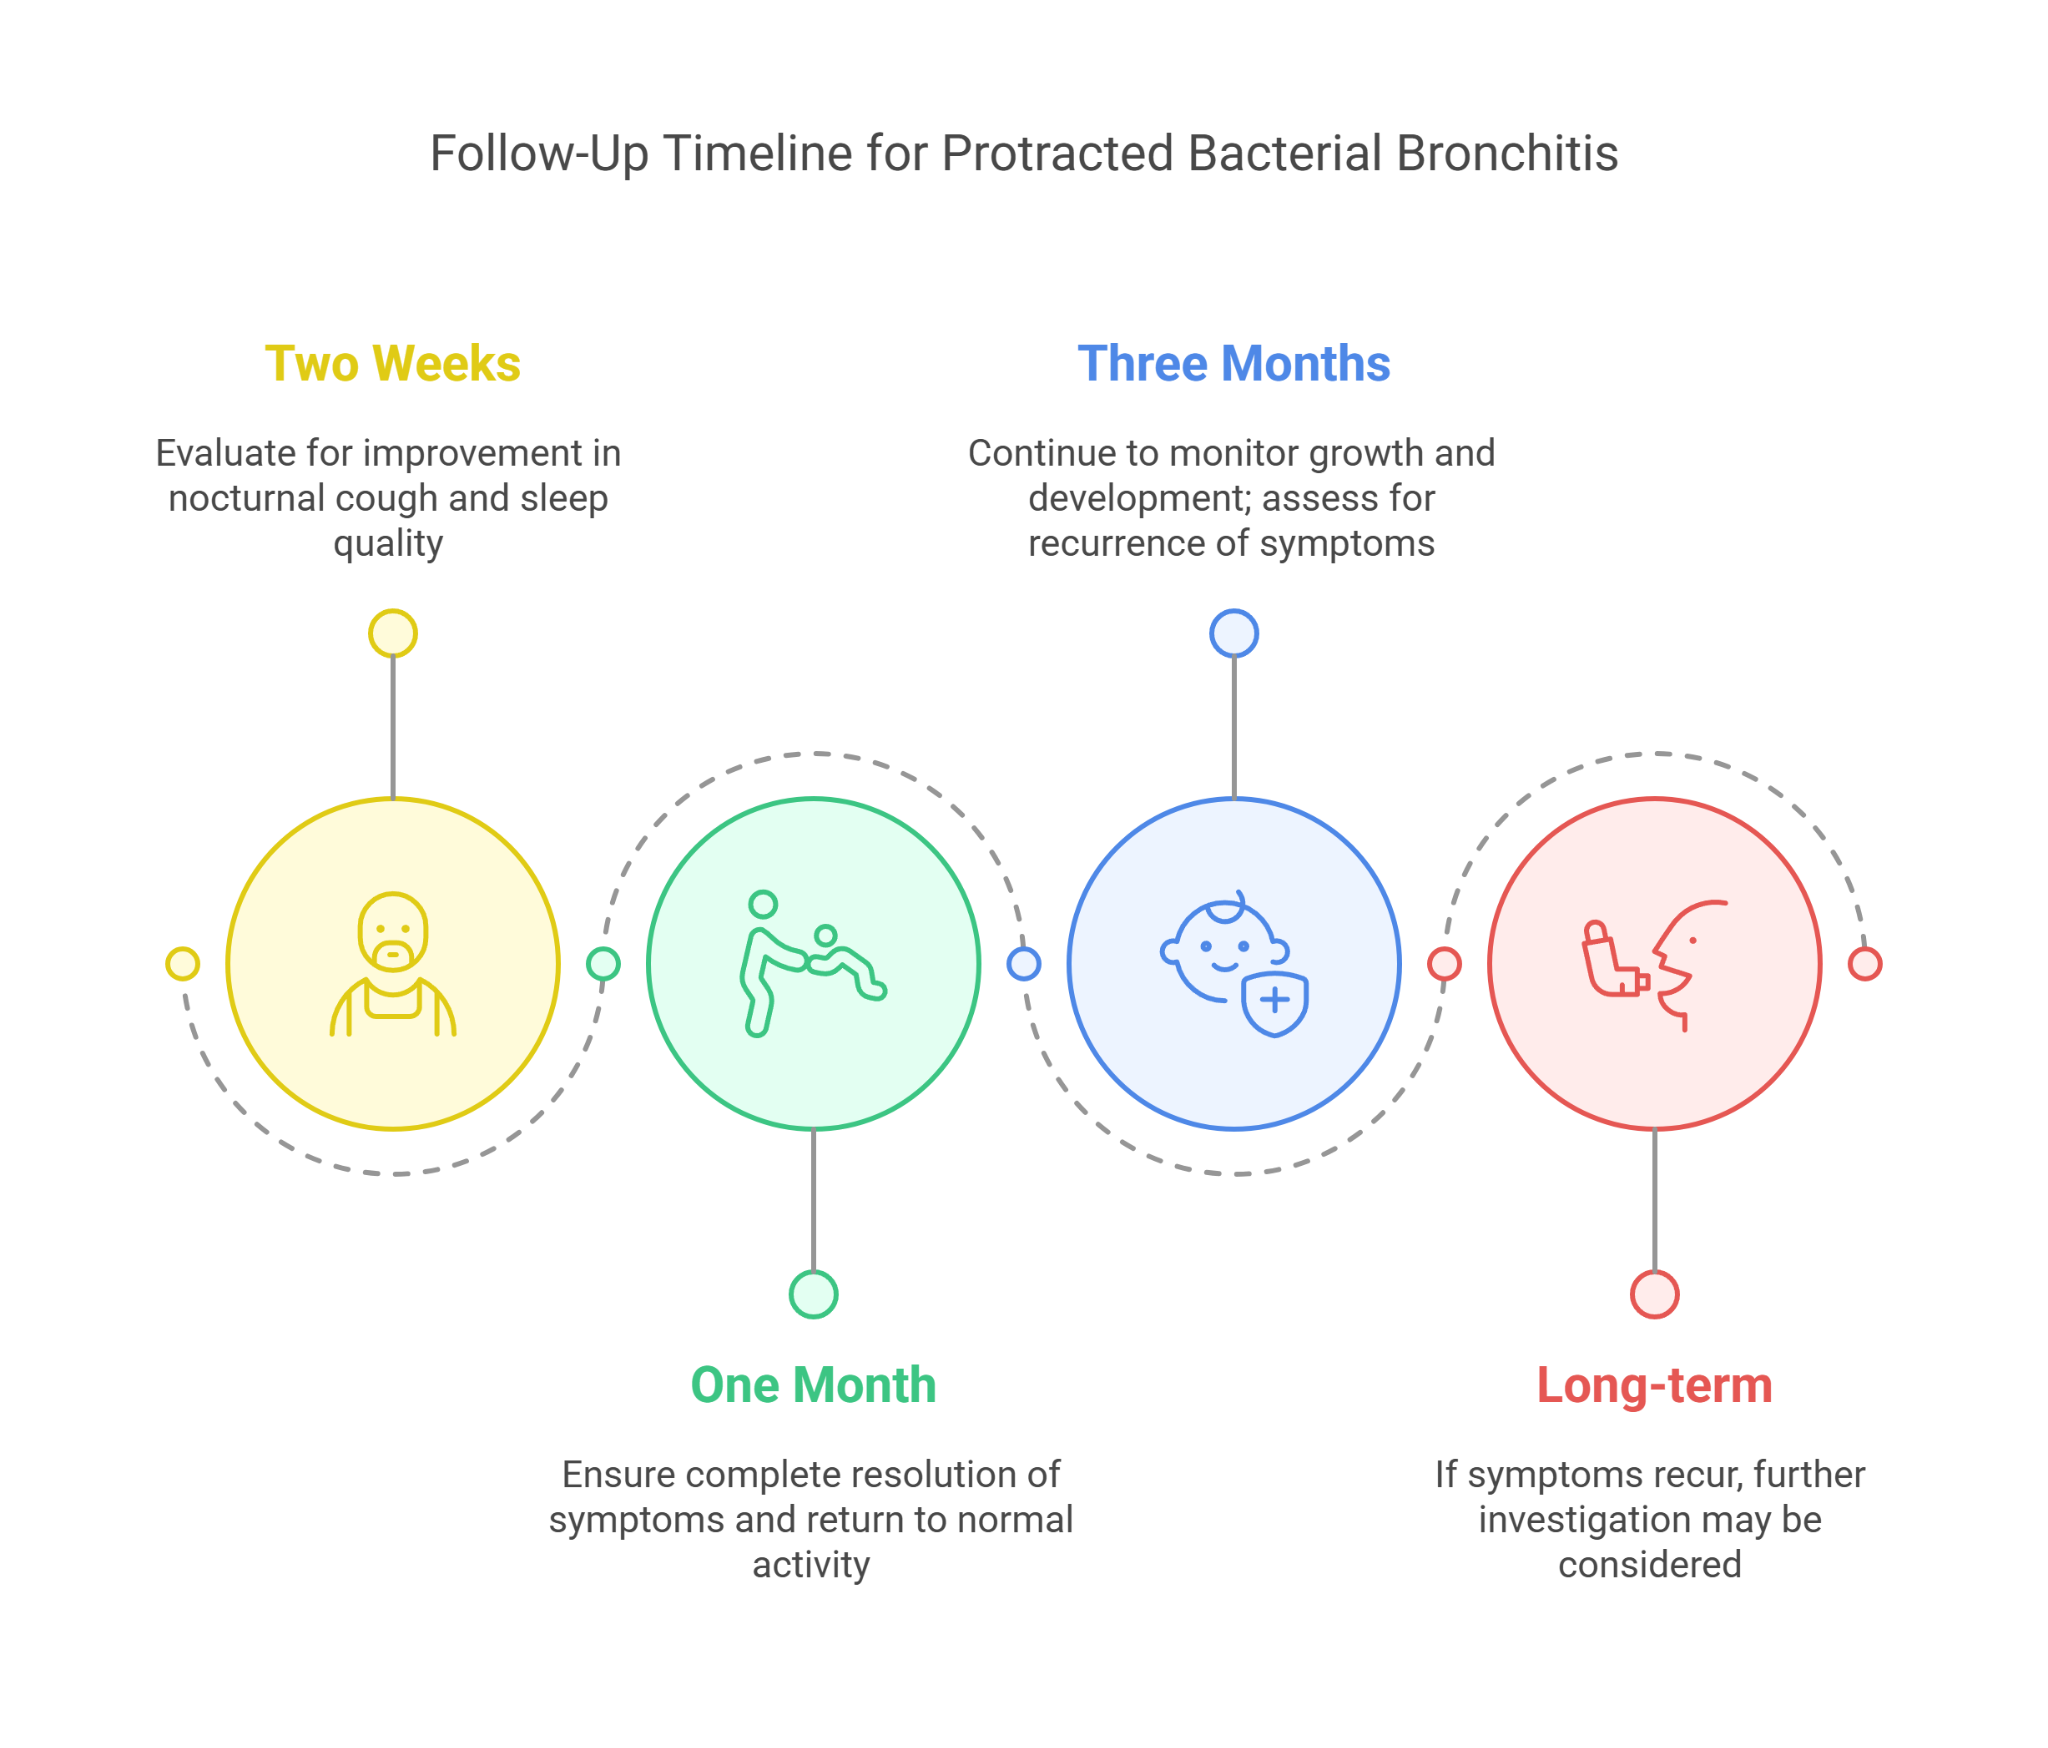 Follow-Up Timeline for Protracted Bacterial Bronchitis
Two Weeks
Evaluate for improvement in
nocturnal cough and sleep
quality
Three Months
Continue to monitor growth and
development; assess for
recurrence of symptoms
One Month
Ensure complete resolution of
symptoms and return to normal
activity
Long-term
If symptoms recur, further
investigation may be
considered